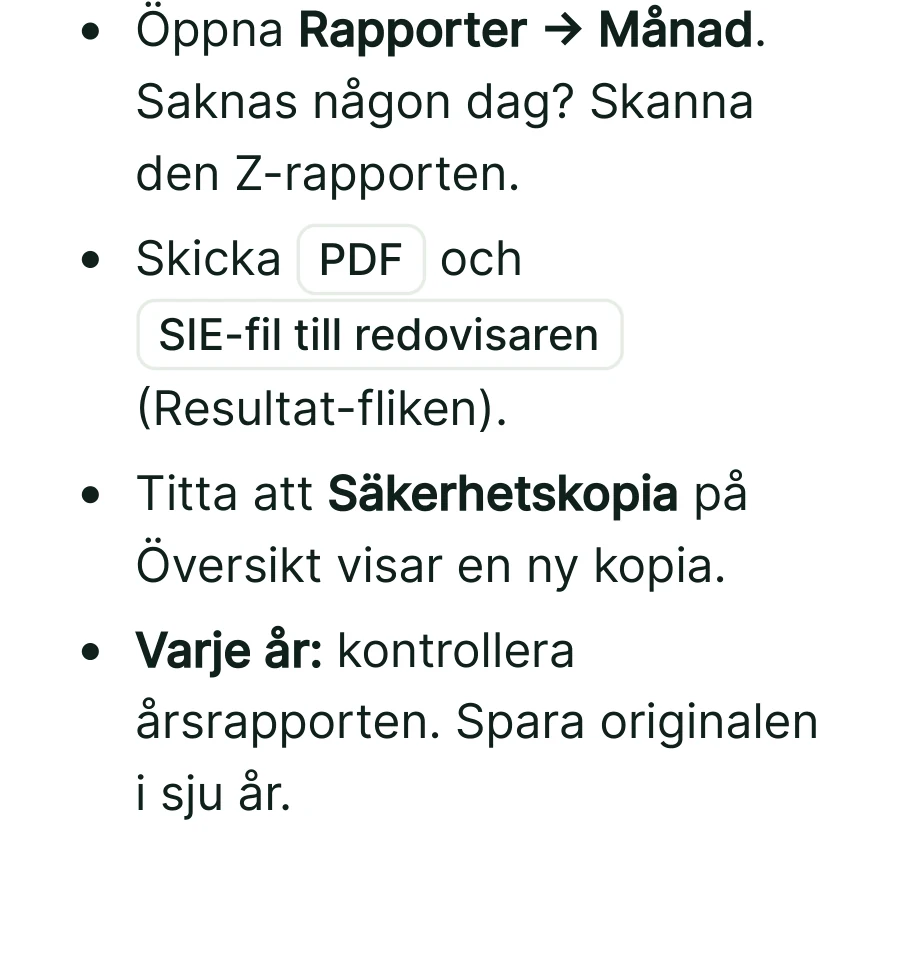 • Öppna Rapporter → Månad.
Saknas någon dag? Skanna
den Z-rapporten.
• Skicka PDF och
SIE-fil till redovisaren
(Resultat-fliken).
• Titta att Säkerhetskopia på
Översikt visar en ny kopia.
• Varje år: kontrollera
årsrapporten. Spara originalen
i sju år.